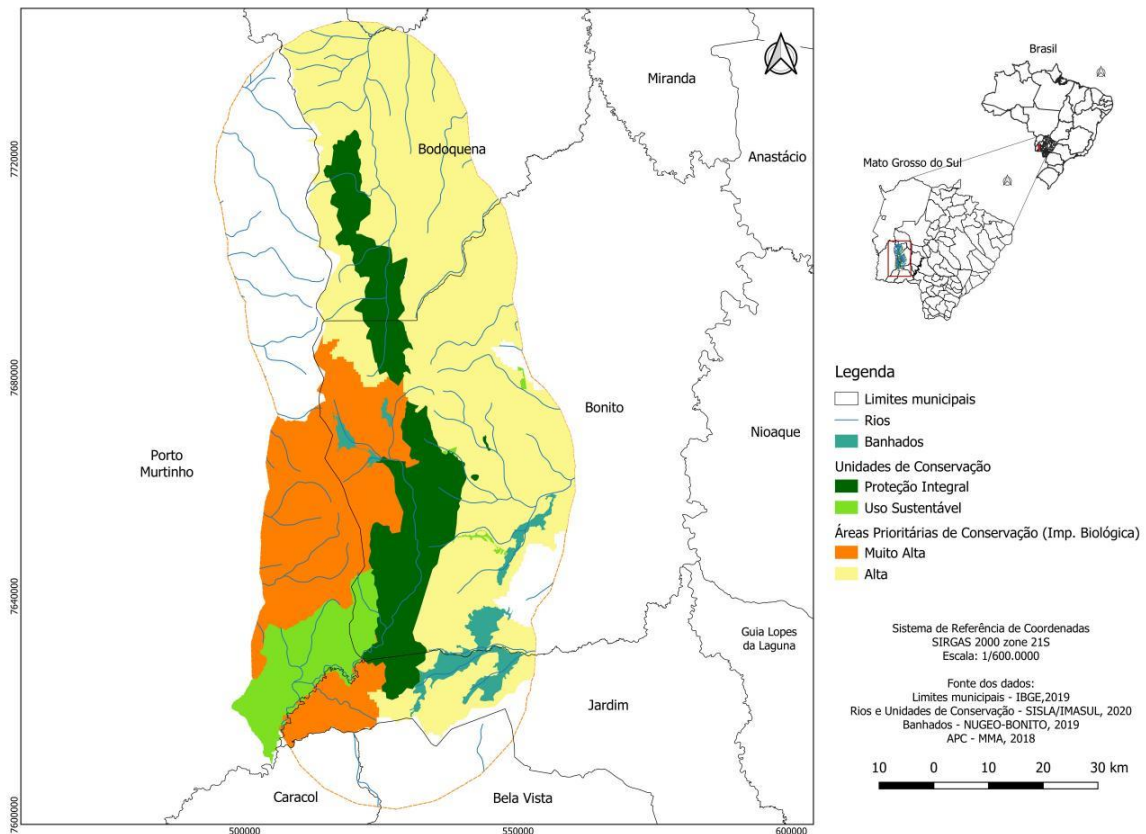 Miranda
Bodoquena
Anastácio
Bonito
Porto
Murtinho
Nioaque
Guia Lopes
da Laguna
Jardim
Caracol
Bela Vista
7720000
7680000
7640000
7600000
500000
550000
600000
Brasil
Mato Grosso do Sul
Legenda
Limites municipais
Rios
Banhados
Unidades de Conservação
Proteção Integral
Uso Sustentável
Áreas Prioritárias de Conservação (Imp. Biológica)
Muito Alta
Alta
Sistema de Referência de Coordenadas
SIRGAS 2000 zone 21S
Escala: 1/600.0000
Fonte dos dados:
Limites municipais - IBGE,2019
Rios e Unidades de Conservação - SISLA/IMASUL, 2020
Banhados - NUGEO-BONITO, 2019
APC - MMA, 2018
10 0 10 20 30 km